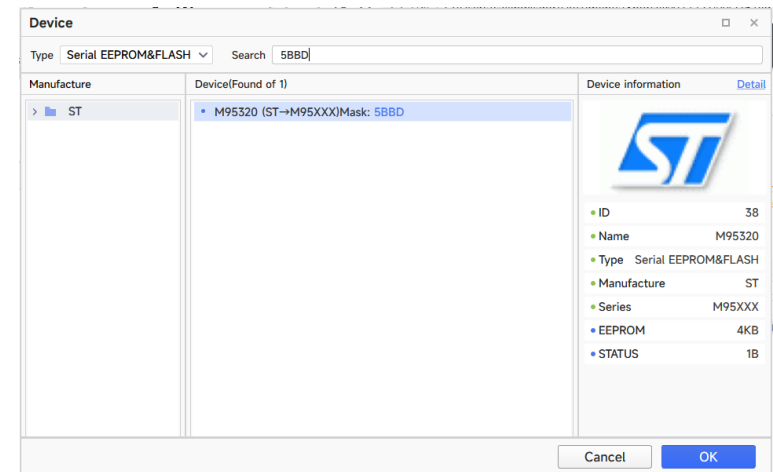 Device
Type Serial EEPROM&FLASH Search 5BBD
Manufacture
ST
Device(Found of 1)
M95320 (ST→M95XXX)Mask: 5BBD
Device information Detail
ST
ID 38
Name M95320
Type Serial EEPROM&FLASH
Manufacture ST
Series M95XXX
EEPROM 4KB
STATUS 1B
Cancel OK